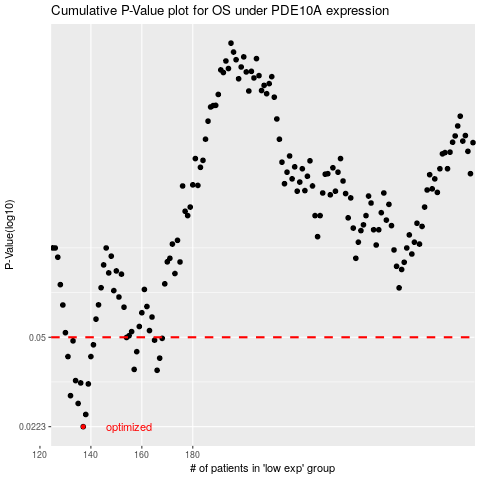 Cumulative P-Value plot for OS under PDE10A expression
P-Value(log10)
0.05
0.0223
optimized
120 140 160 180
# of patients in 'low exp' group